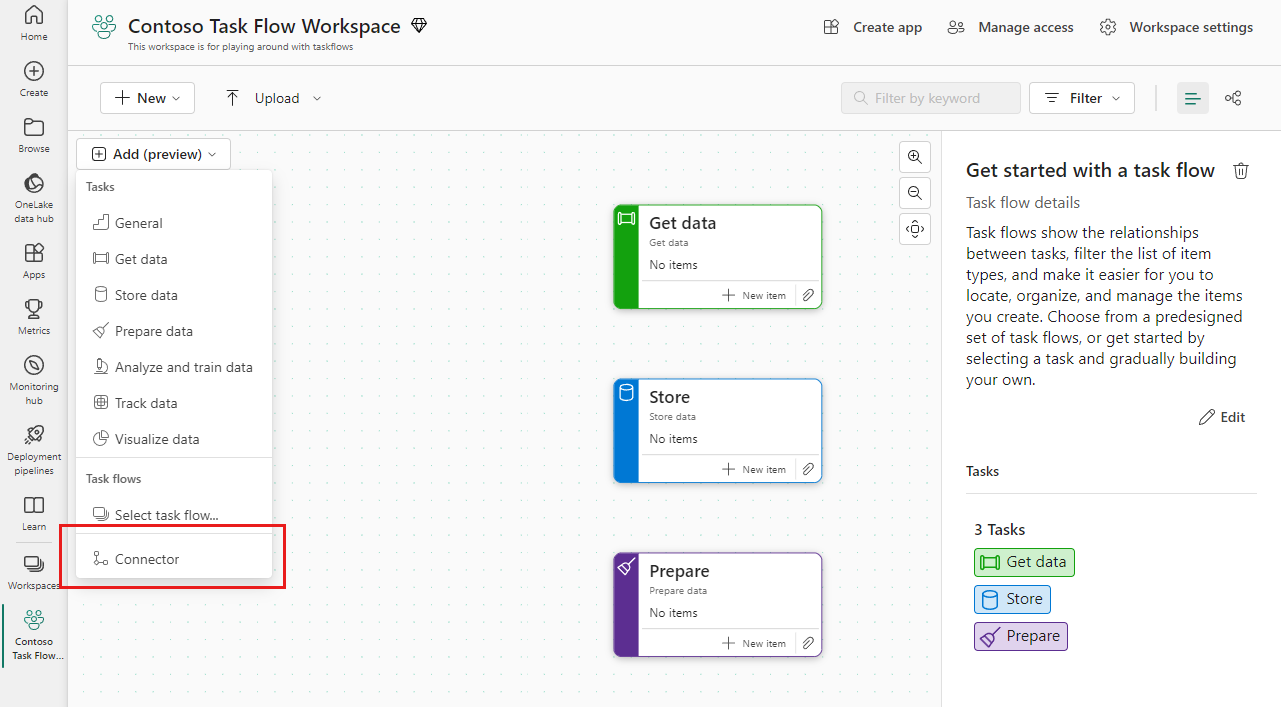 Home
Create
Browse
OneLake
data hub
Apps
Metrics
Monitoring
hub
Deployment
pipelines
Learn
Workspaces
Contoso
Task Flow...
Contoso Task Flow Workspace
This workspace is for playing around with taskflows
Create app
Manage access
Workspace settings
New
Upload
Filter by keyword
Filter
Add (preview)
Tasks
General
Get data
Store data
Prepare data
Analyze and train data
Track data
Visualize data
Task flows
Select task flow...
Connector
Get data
Get data
No items
New item
Store
Store data
No items
New item
Prepare
Prepare data
No items
New item
Get started with a task flow
Task flow details
Task flows show the relationships
between tasks, filter the list of item
types, and make it easier for you to
locate, organize, and manage the items
you create. Choose from a predesigned
set of task flows, or get started by
selecting a task and gradually building
your own.
Edit
Tasks
3 Tasks
Get data
Store
Prepare